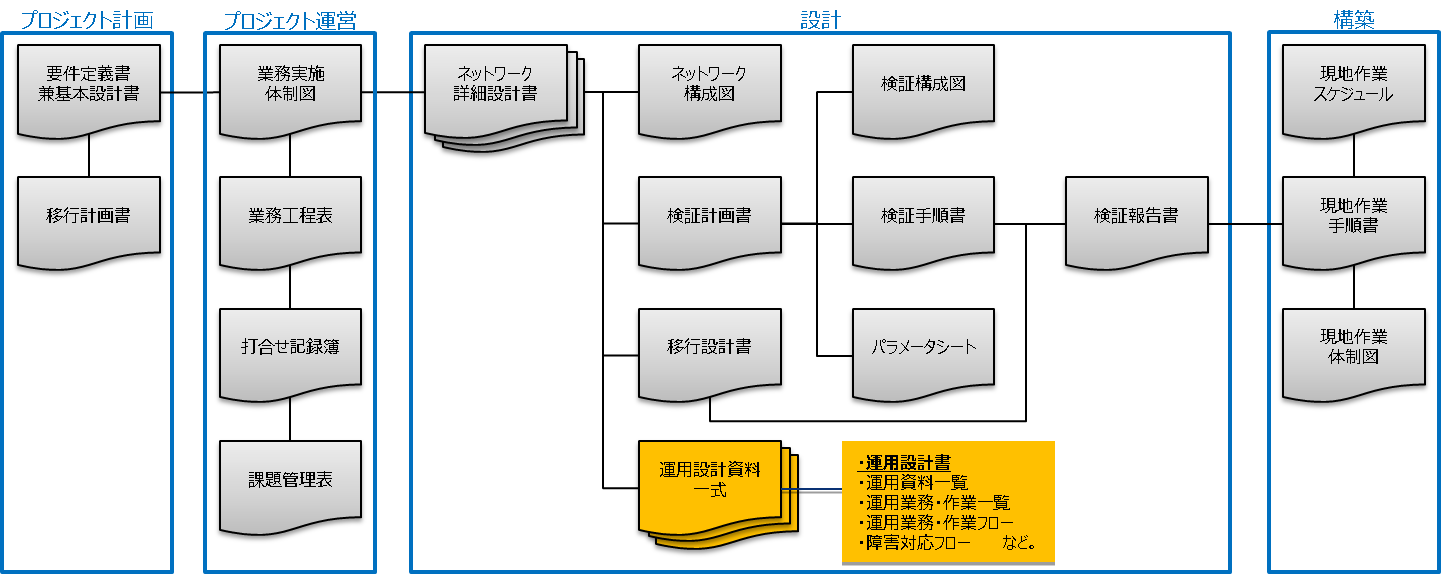 プロジェクト計画
要件定義書
兼基本設計書
移行計画書
プロジェクト運営
業務実施
体制図
業務工程表
打合せ記録簿
課題管理表
設計
ネットワーク
詳細設計書
ネットワーク
構成図
検証計画書
移行設計書
運用設計資料
一式
検証構成図
検証手順書
パラメータシート
・運用設計書
・運用資料一覧
・運用業務・作業一覧
・運用業務・作業フロー
・障害対応フロー　　など。
検証報告書
構築
現地作業
スケジュール
現地作業
手順書
現地作業
体制図